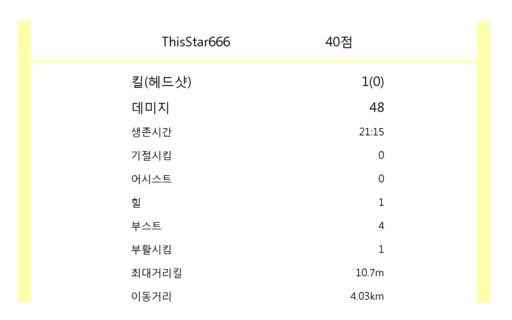 ThisStar666 40점
킬(헤드샷) 1(0)
데미지 48
생존시간 21:15
기절시킴 0
어시스트 0
힐 1
부스트 4
부활시킴 1
최대거리킬 10.7m
이동거리 4.03km